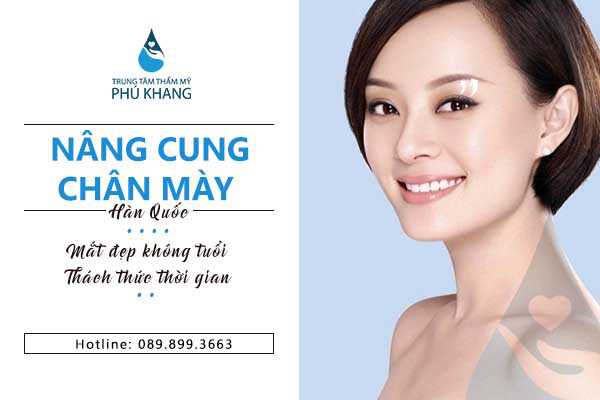 TRUNG TÂM THẨM MỸ
PHÚ KHANG
NÂNG CUNG
CHÂN MÀY
Hàn Quốc
Mắt đẹp không tuổi
Thách thức thời gian
Hotline: 089.899.3663